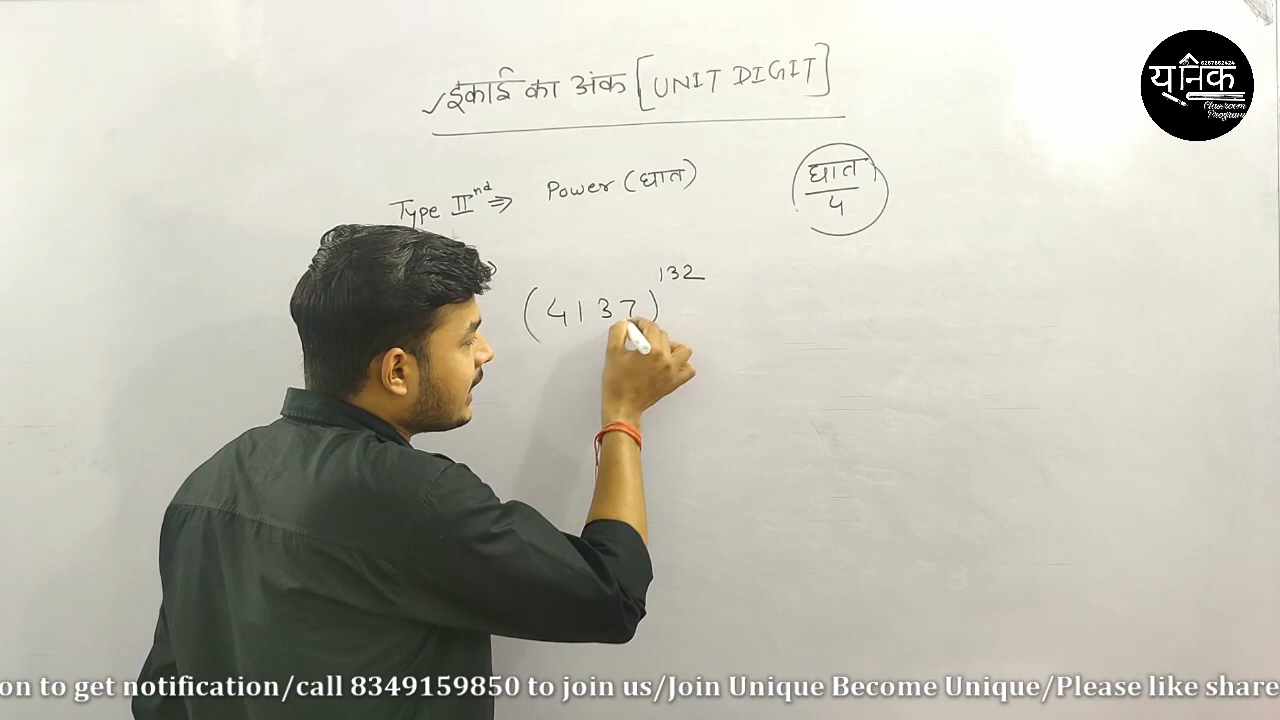 ✓ इकाई का अंक [UNIT DIGIT]
Type IInd ⇒ Power (घात)
घात
4
(4137)^132
यूनिक
6267862424
Classroom
Program
on to get notification/call 8349159850 to join us/Join Unique Become Unique/Please like share